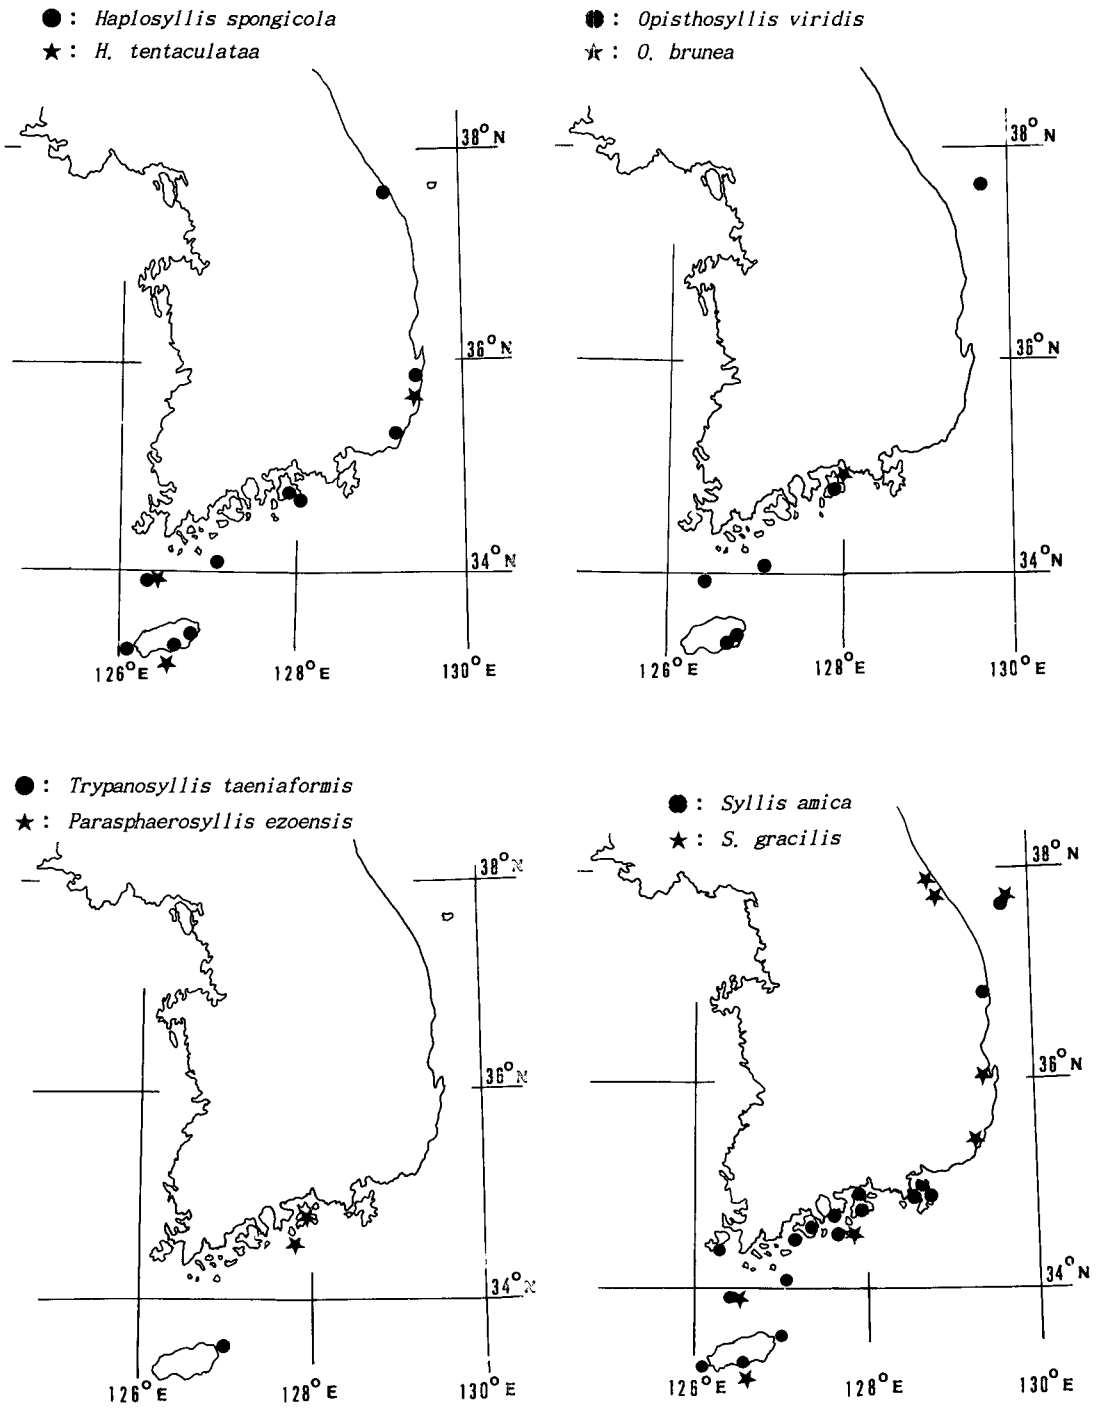 ● : Haplosyllis spongicola
★ : H. tentaculataa
38°N
36°N
34°N
126°E 128°E 130°E
● : Opisthosyllis viridis
★ : O. brunea
38°N
36°N
34°N
126°E 128°E 130°E
● : Trypanosyllis taeniaformis
★ : Parasphaerosyllis ezoensis
38°N
36°N
34°N
126°E 128°E 130°E
● : Syllis amica
★ : S. gracilis
38°N
36°N
34°N
126°E 128°E 130°E